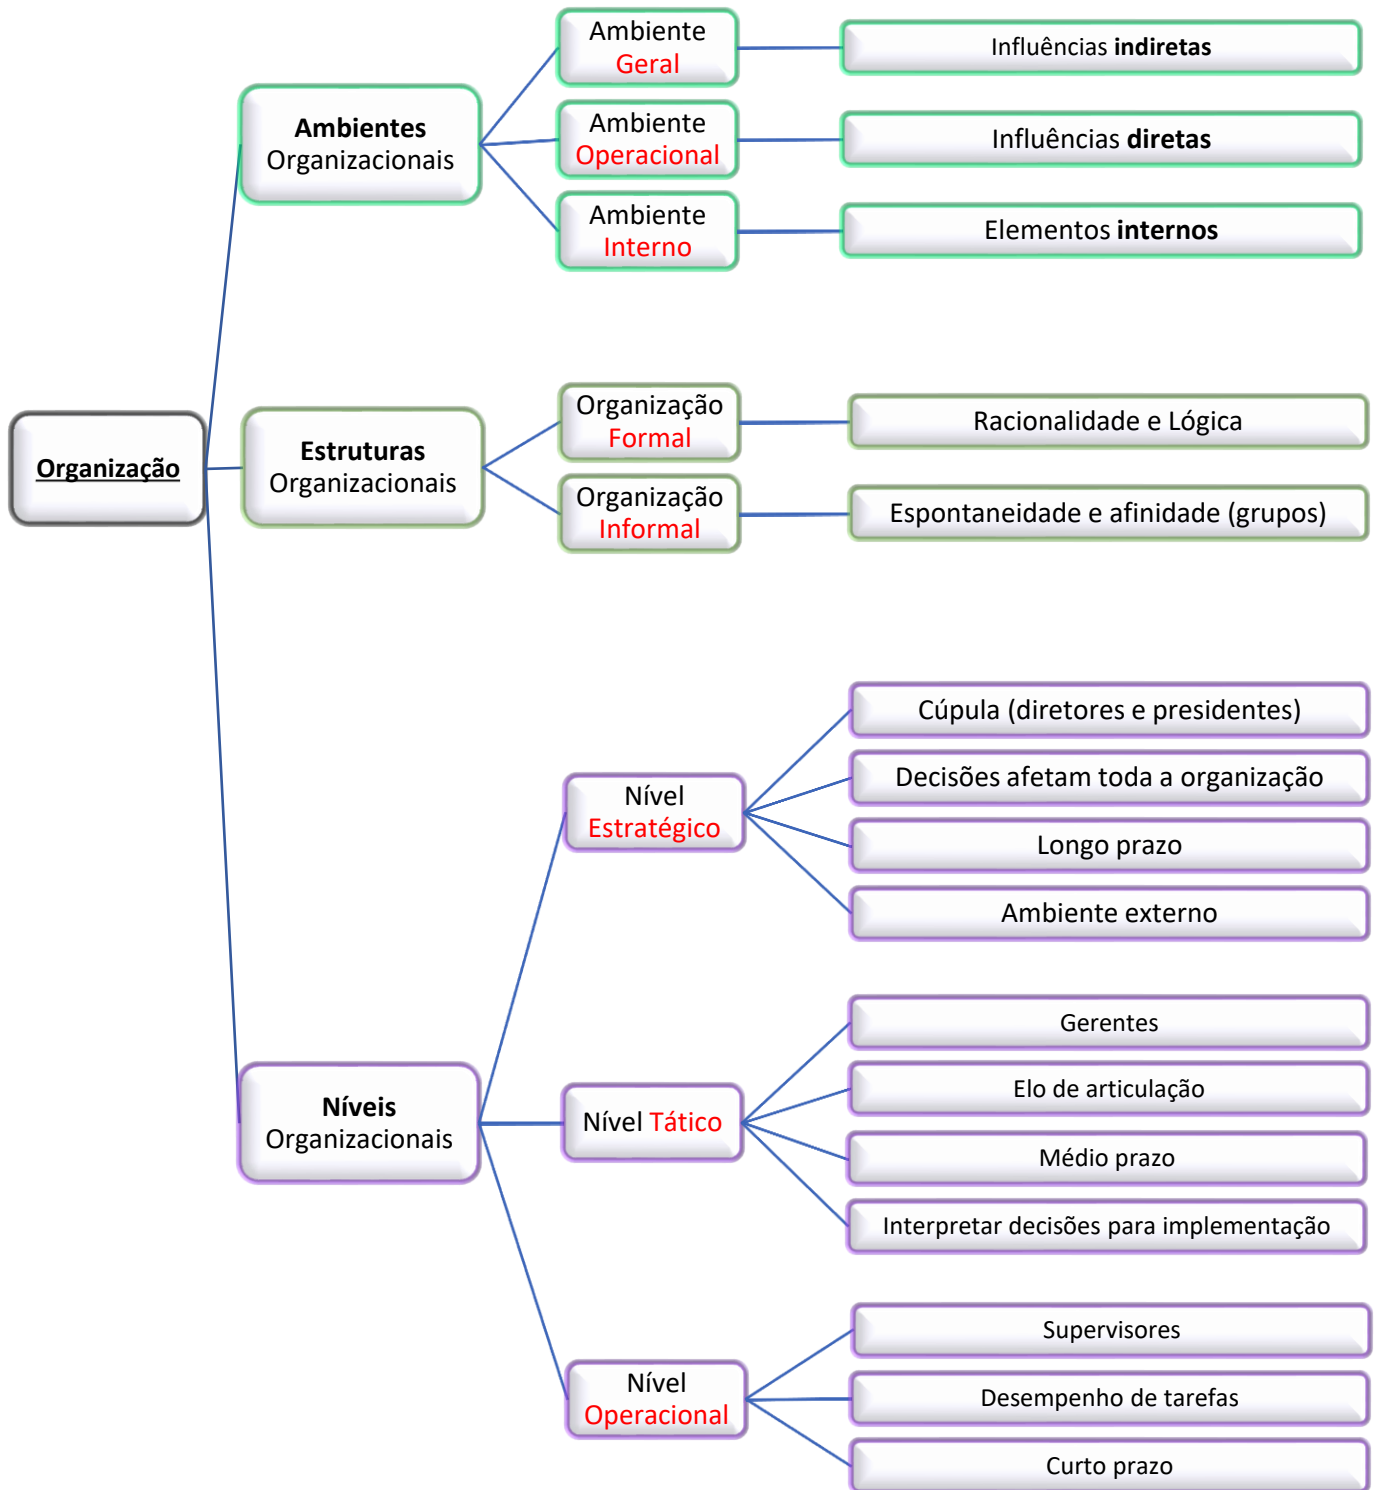 Organização
Ambientes
Organizacionais
Ambiente
Geral
Influências indiretas
Ambiente
Operacional
Influências diretas
Ambiente
Interno
Elementos internos
Estruturas
Organizacionais
Organização
Formal
Racionalidade e Lógica
Organização
Informal
Espontaneidade e afinidade (grupos)
Níveis
Organizacionais
Nível
Estratégico
Cúpula (diretores e presidentes)
Decisões afetam toda a organização
Longo prazo
Ambiente externo
Nível Tático
Gerentes
Elo de articulação
Médio prazo
Interpretar decisões para implementação
Nível
Operacional
Supervisores
Desempenho de tarefas
Curto prazo